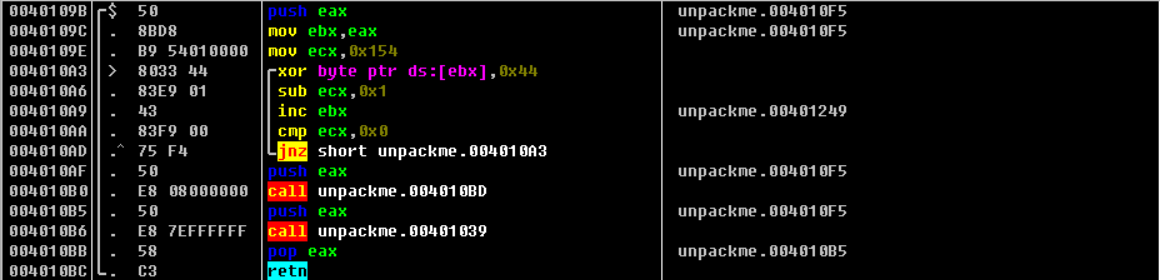 0040109B $ 50 push eax unpackme.004010F5
0040109C . 8BD8 mov ebx,eax unpackme.004010F5
0040109E . B9 54010000 mov ecx,0x154
004010A3 > 8033 44 xor byte ptr ds:[ebx],0x44
004010A6 . 83E9 01 sub ecx,0x1
004010A9 . 43 inc ebx unpackme.00401249
004010AA . 83F9 00 cmp ecx,0x0
004010AD .^ 75 F4 jnz short unpackme.004010A3
004010AF . 50 push eax unpackme.004010F5
004010B0 . E8 08000000 call unpackme.004010BD
004010B5 . 50 push eax unpackme.004010F5
004010B6 . E8 7EFFFFFF call unpackme.00401039
004010BB . 58 pop eax unpackme.004010B5
004010BC . C3 retn